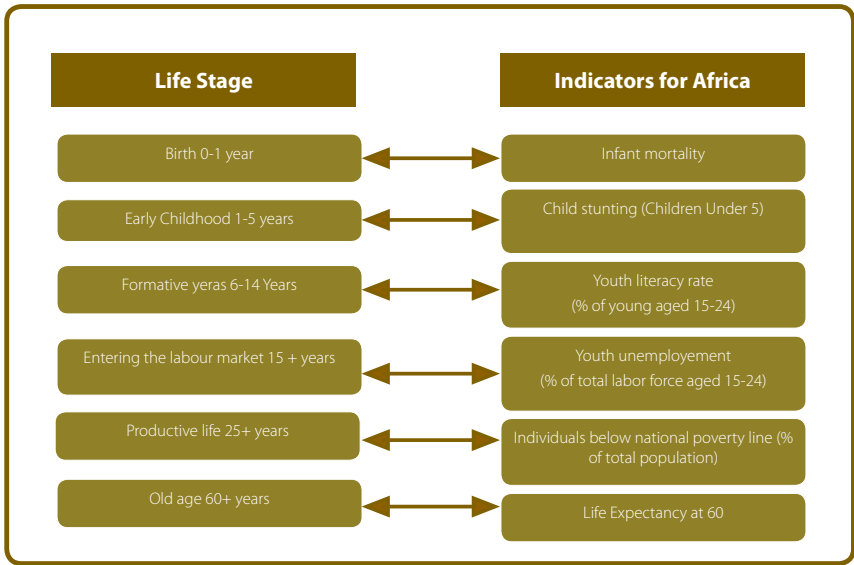 Life Stage
Indicators for Africa
Birth 0-1 year
Infant mortality
Early Childhood 1-5 years
Child stunting (Children Under 5)
Formative yeras 6-14 Years
Youth literacy rate
(% of young aged 15-24)
Entering the labour market 15 + years
Youth unemployement
(% of total labor force aged 15-24)
Productive life 25+ years
Individuals below national poverty line (%
of total population)
Old age 60+ years
Life Expectancy at 60